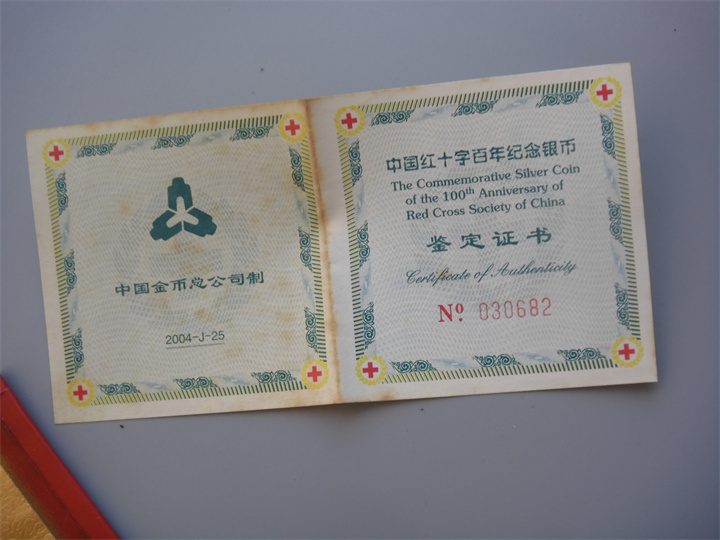 中国金币总公司制
2004-J-25
中国红十字百年纪念银币
The Commemorative Silver Coin
of the 100th Anniversary of
Red Cross Society of China
鉴定证书
Certificate of Authenticity
Nº 030682